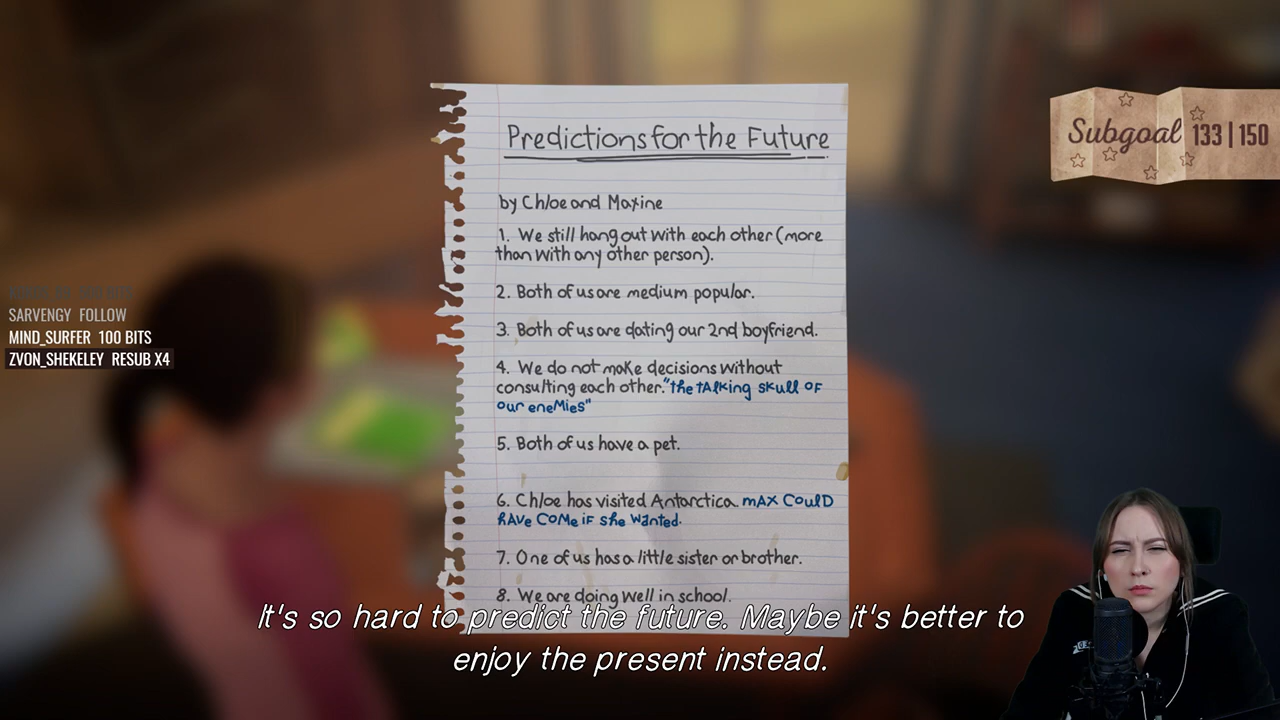 Predictions for the Future
by Chloe and Maxine
1. We still hang out with each other (more
than with any other person).
2. Both of us are medium popular.
3. Both of us are dating our 2nd boyfriend.
4. We do not make decisions without
consulting each other. "the tAlking skull oF
our eneMies"
5. Both of us have a pet.
6. Chloe has visited Antarctica. mAX CouLD
hAve CoMe iF she wanted.
7. One of us has a little sister or brother.
8. We are doing well in school.
It's so hard to predict the future. Maybe it's better to
enjoy the present instead.
Subgoal 133|150
SARVENGY FOLLOW
MIND_SURFER 100 BITS
ZVON_SHEKELEY RESUB X4